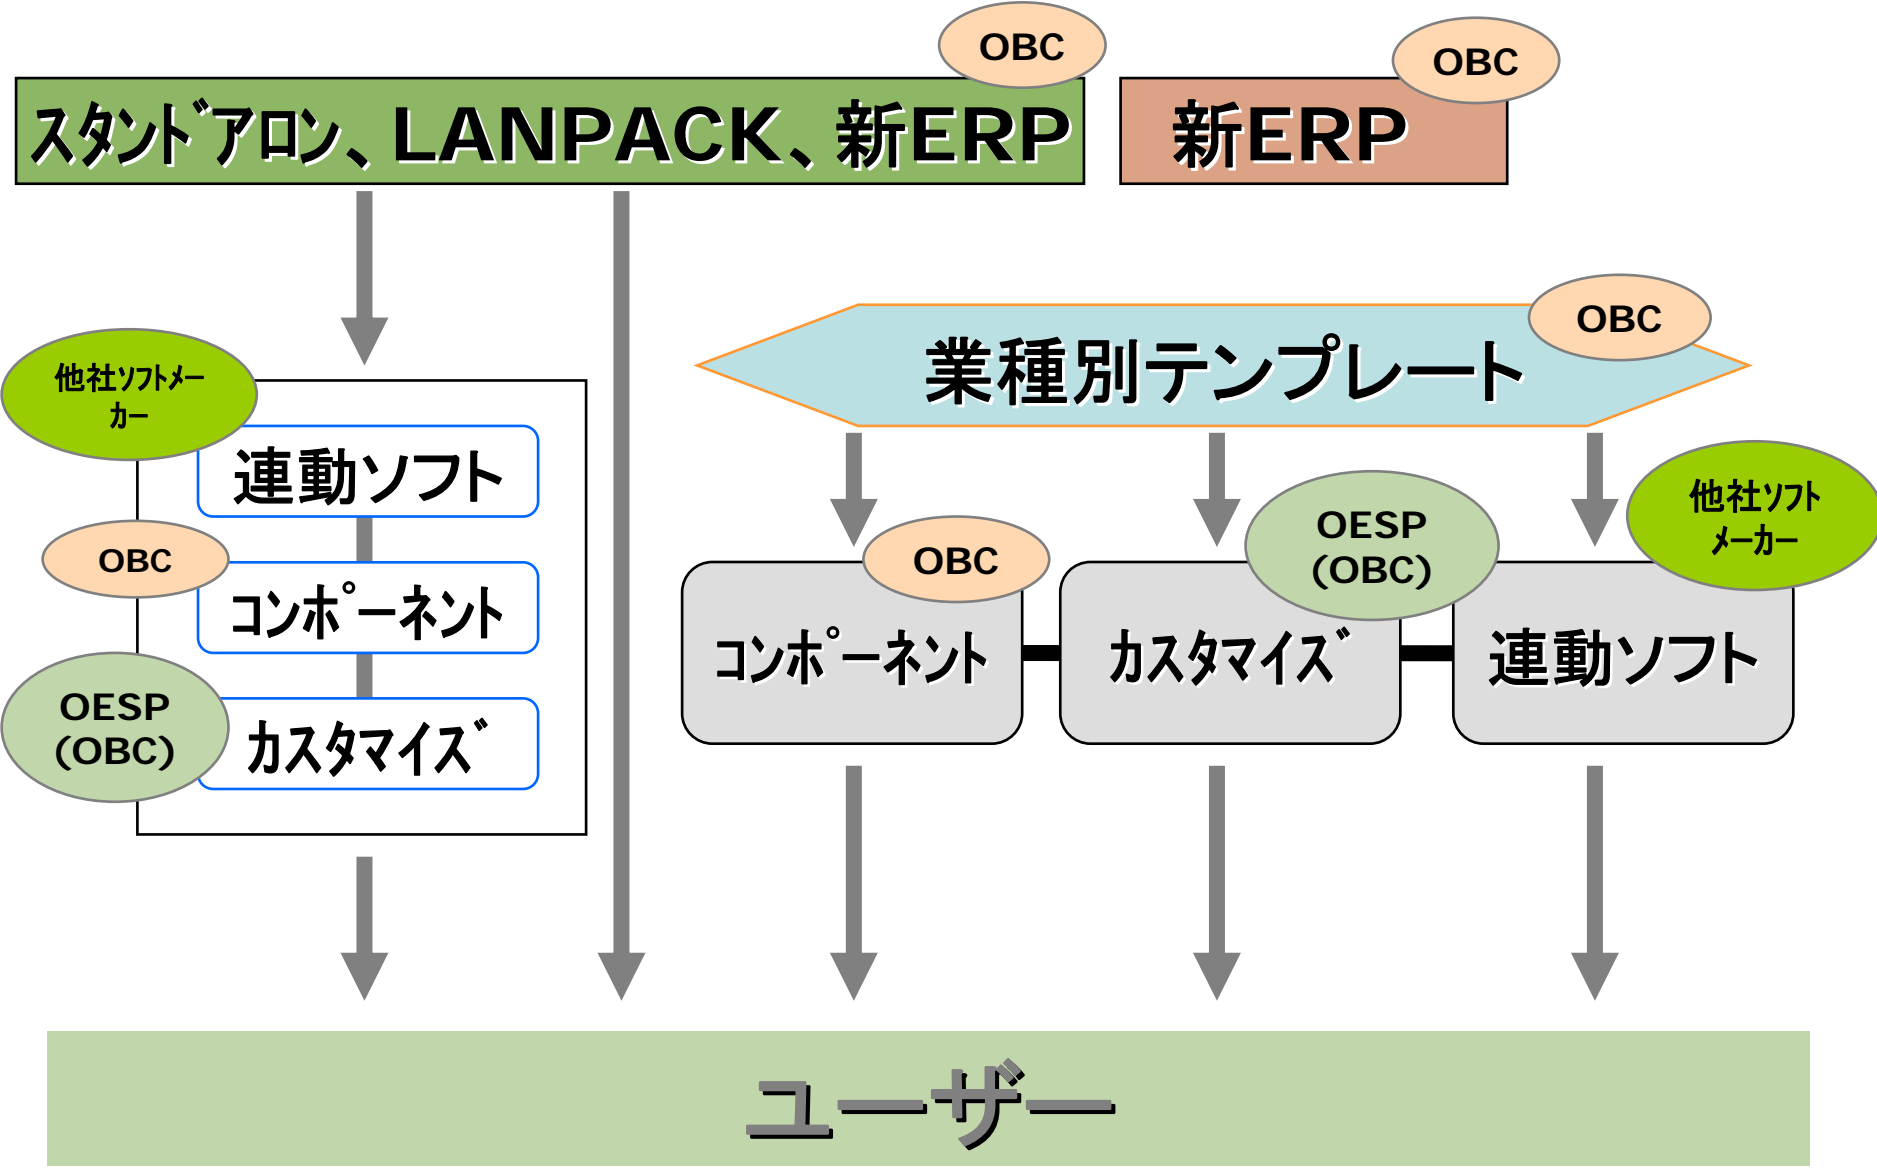 OBC
OBC
ｽﾀﾝﾄﾞｱﾛﾝ、LANPACK、新ERP
新ERP
OBC
業種別テンプレート
他社ｿﾌﾄﾒｰ
ｶｰ
連動ソフト
OBC
ｺﾝﾎﾟｰﾈﾝﾄ
OESP
(OBC)
ｶｽﾀﾏｲｽﾞ
OBC
ｺﾝﾎﾟｰﾈﾝﾄ
OESP
(OBC)
ｶｽﾀﾏｲｽﾞ
他社ｿﾌﾄ
ﾒｰｶｰ
連動ソフト
ユーザー